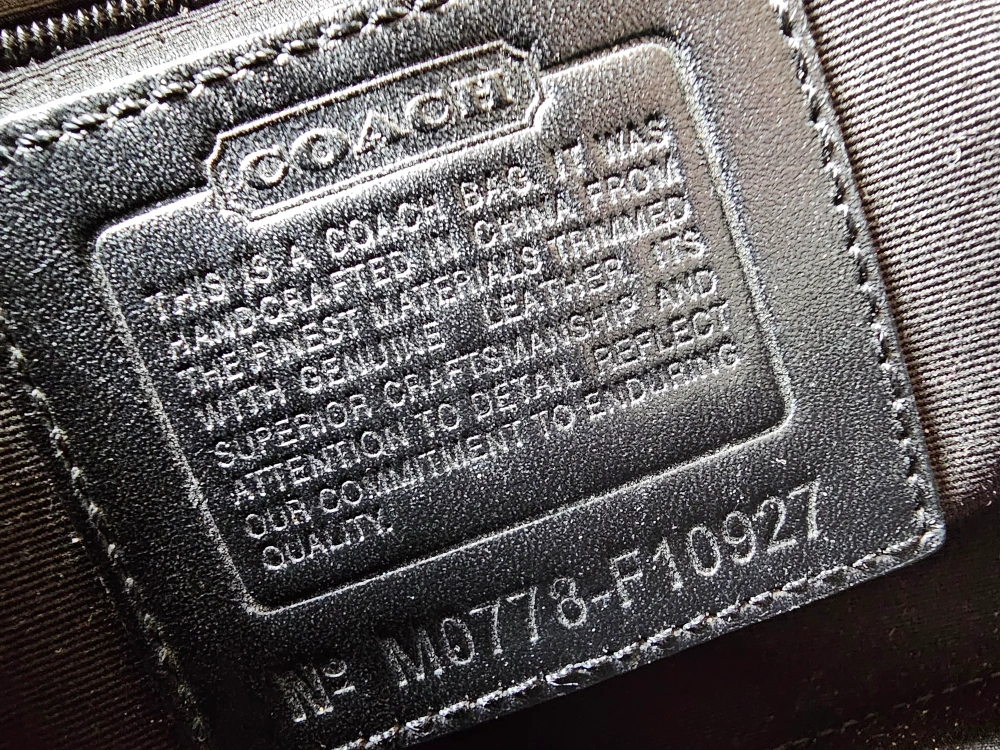 COACH
THIS IS A COACH BAG. IT WAS
HANDCRAFTED IN CHINA FROM
THE FINEST MATERIALS TRIMMED
WITH GENUINE LEATHER. ITS
SUPERIOR CRAFTSMANSHIP AND
ATTENTION TO DETAIL REFLECT
OUR COMMITMENT TO ENDURING
QUALITY.
Nº M0773-F10927